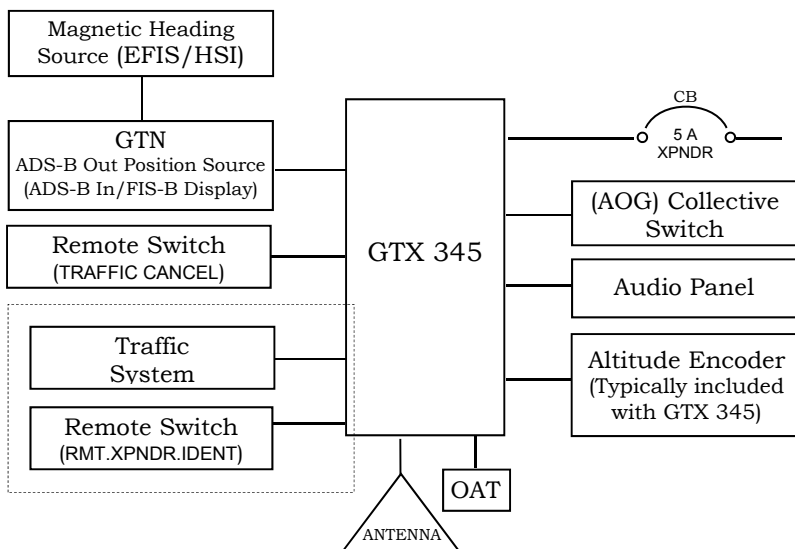 Magnetic Heading
Source (EFIS/HSI)
GTN
ADS-B Out Position Source
(ADS-B In/FIS-B Display)
Remote Switch
(TRAFFIC CANCEL)
Traffic
System
Remote Switch
(RMT.XPNDR.IDENT)
GTX 345
CB
5 A
XPNDR
(AOG) Collective
Switch
Audio Panel
Altitude Encoder
(Typically included
with GTX 345)
OAT
ANTENNA